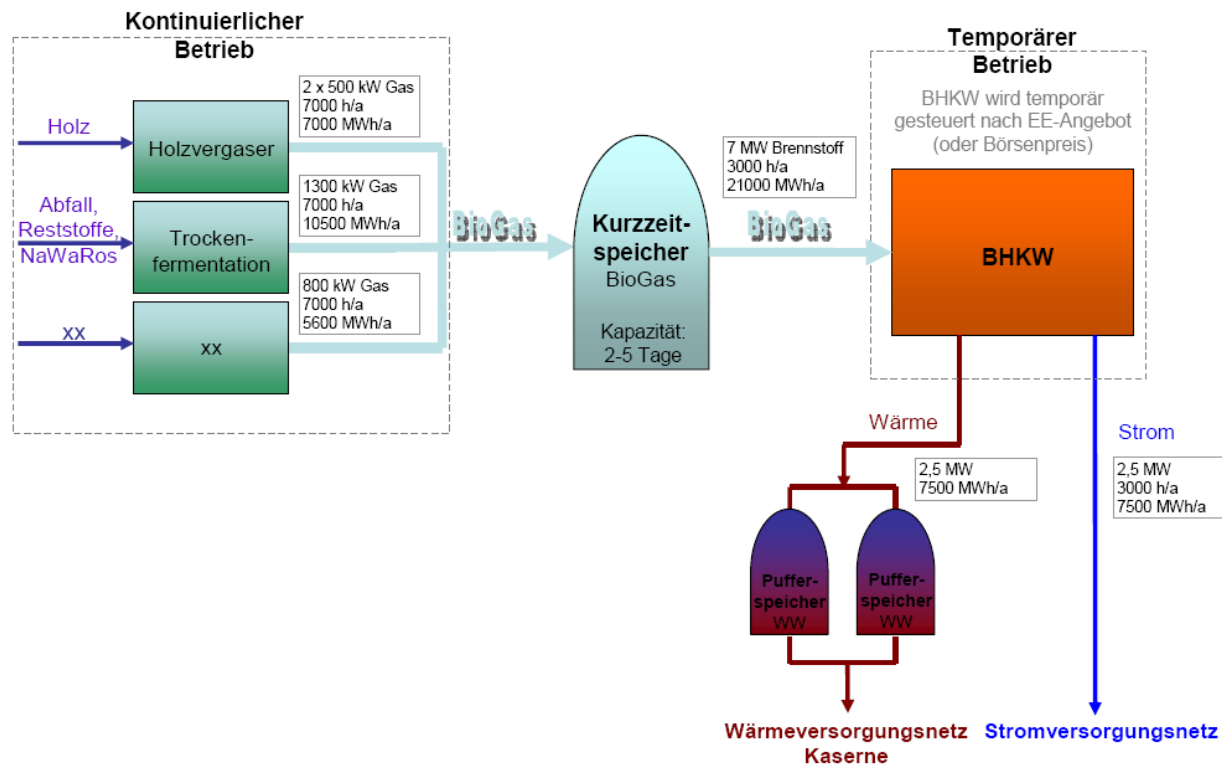 Kontinuierlicher
Betrieb
Holz
Holzvergaser
2 x 500 kW Gas
7000 h/a
7000 MWh/a
Abfall,
Reststoffe,
NaWaRos
Trocken-
fermentation
1300 kW Gas
7000 h/a
10500 MWh/a
xx
xx
800 kW Gas
7000 h/a
5600 MWh/a
BioGas
Kurzzeit-
speicher
BioGas
Kapazität:
2-5 Tage
7 MW Brennstoff
3000 h/a
21000 MWh/a
BioGas
Temporärer
Betrieb
BHKW wird temporär
gesteuert nach EE-Angebot
(oder Börsenpreis)
BHKW
Wärme
2,5 MW
7500 MWh/a
Strom
2,5 MW
3000 h/a
7500 MWh/a
Puffer-
speicher
WW
Puffer-
speicher
WW
Wärmeversorgungsnetz
Kaserne
Stromversorgungsnetz